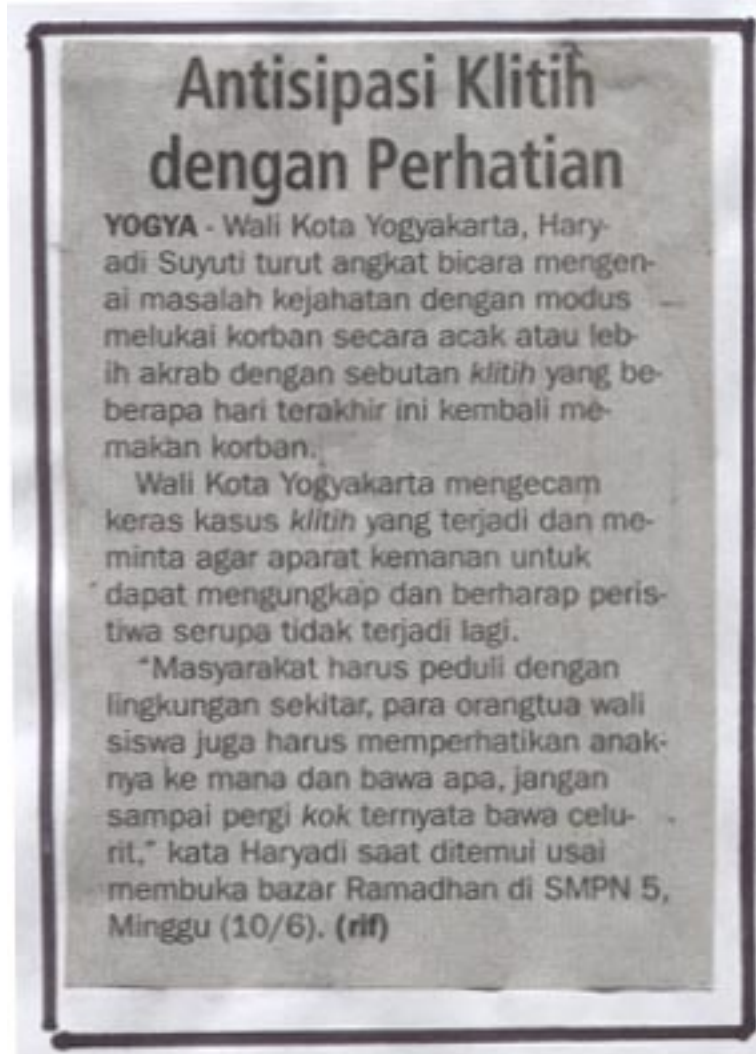 Antisipasi Klitih
dengan Perhatian
YOGYA - Wali Kota Yogyakarta, Hary-
adi Suyuti turut angkat bicara mengen-
ai masalah kejahatan dengan modus
melukai korban secara acak atau leb-
ih akrab dengan sebutan klitih yang be-
berapa hari terakhir ini kembali me-
makan korban.
Wali Kota Yogyakarta mengecam
keras kasus klitih yang terjadi dan me-
minta agar aparat kemanan untuk
dapat mengungkap dan berharap peris-
tiwa serupa tidak terjadi lagi.
"Masyarakat harus peduli dengan
lingkungan sekitar, para orangtua wali
siswa juga harus memperhatikan anak-
nya ke mana dan bawa apa, jangan
sampai pergi kok ternyata bawa celu-
rit," kata Haryadi saat ditemui usai
membuka bazar Ramadhan di SMPN 5,
Minggu (10/6). (rif)